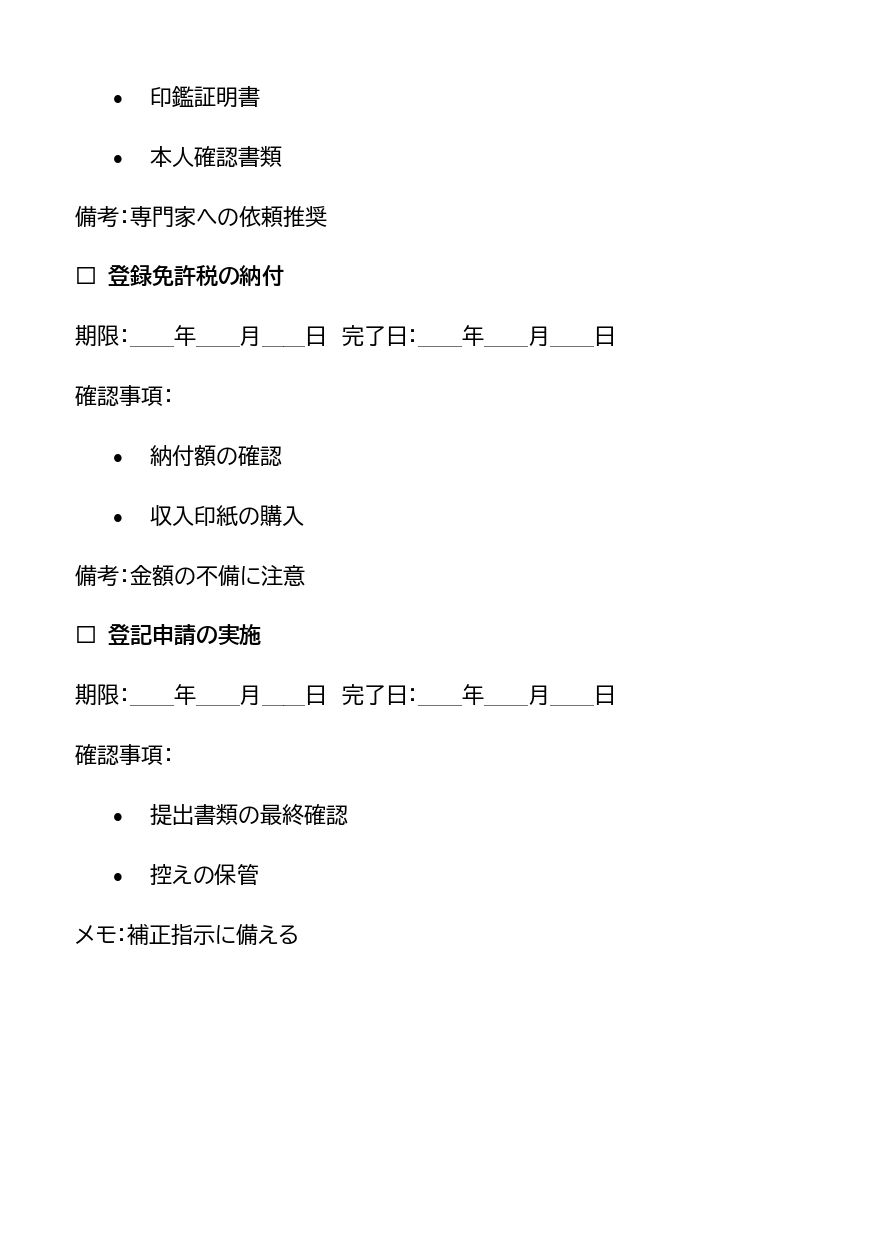 • 印鑑証明書
• 本人確認書類
備考：専門家への依頼推奨
☐ 登録免許税の納付
期限：____年____月____日 完了日：____年____月____日
確認事項：
• 納付額の確認
• 収入印紙の購入
備考：金額の不備に注意
☐ 登記申請の実施
期限：____年____月____日 完了日：____年____月____日
確認事項：
• 提出書類の最終確認
• 控えの保管
メモ：補正指示に備える